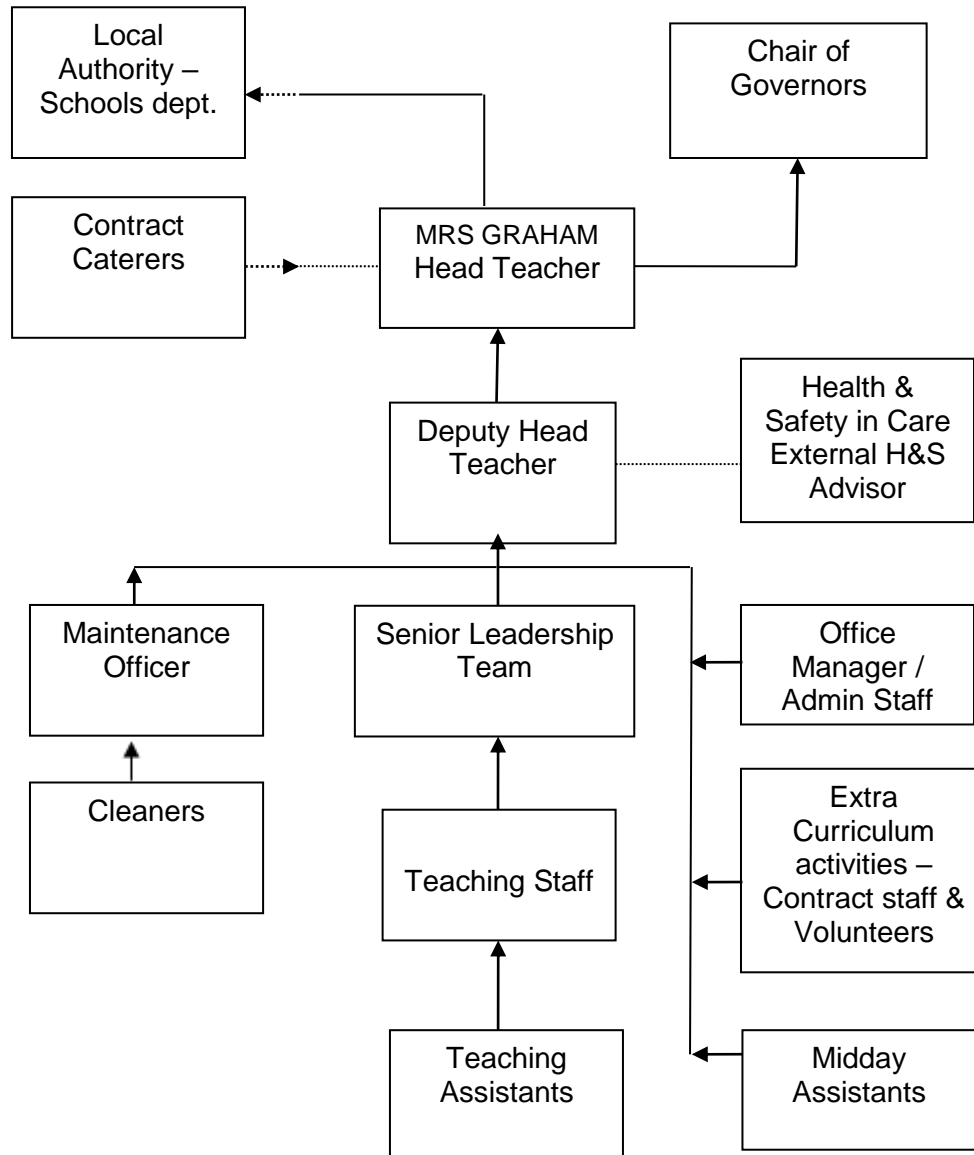 Local
Authority –
Schools dept.
Chair of
Governors
Contract
Caterers
MRS GRAHAM
Head Teacher
Deputy Head
Teacher
Health &
Safety in Care
External H&S
Advisor
Maintenance
Officer
Senior Leadership
Team
Office
Manager /
Admin Staff
Cleaners
Teaching Staff
Extra
Curriculum
activities –
Contract staff &
Volunteers
Teaching
Assistants
Midday
Assistants